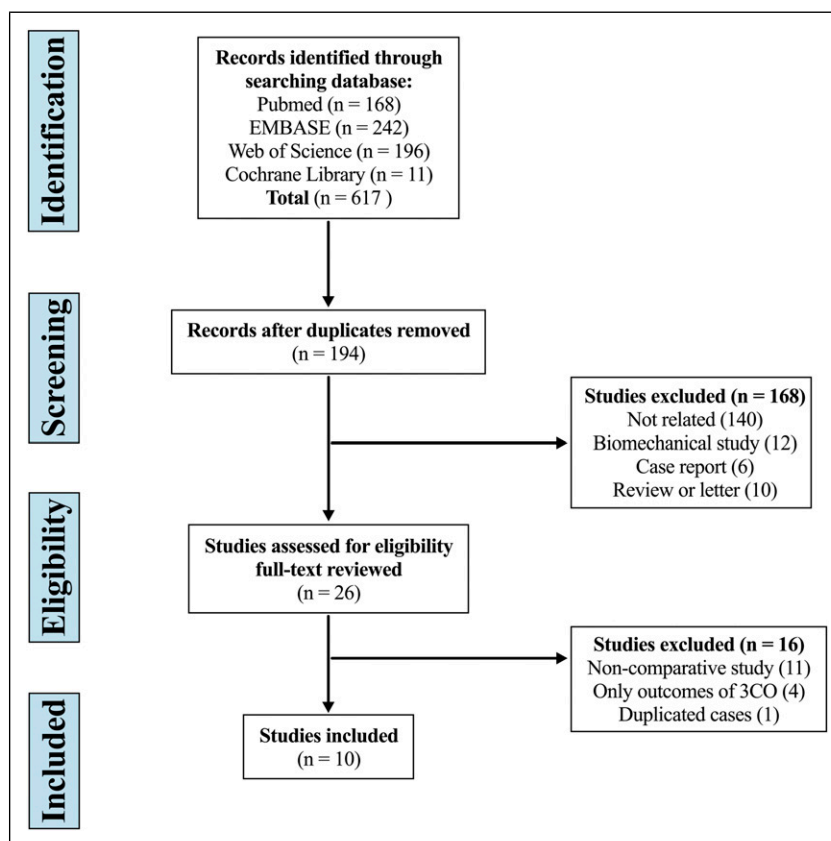 Identification
Records identified through
searching database:
Pubmed (n = 168)
EMBASE (n = 242)
Web of Science (n = 196)
Cochrane Library (n = 11)
Total (n = 617 )
Screening
Records after duplicates removed
(n = 194)
Studies excluded (n = 168)
Not related (140)
Biomechanical study (12)
Case report (6)
Review or letter (10)
Eligibility
Studies assessed for eligibility
full-text reviewed
(n = 26)
Studies excluded (n = 16)
Non-comparative study (11)
Only outcomes of 3CO (4)
Duplicated cases (1)
Included
Studies included
(n = 10)